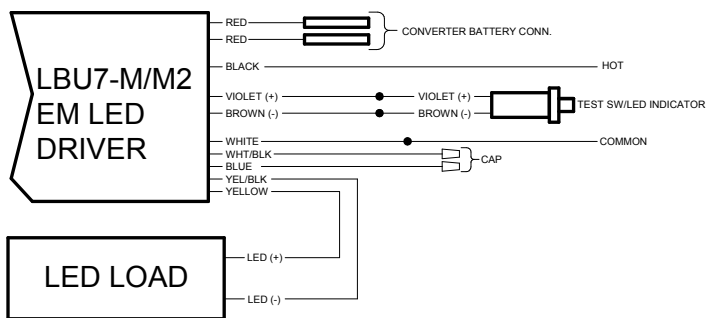 LBU7-M/M2
EM LED
DRIVER
RED
RED
CONVERTER BATTERY CONN.
BLACK
HOT
VIOLET (+)
VIOLET (+)
BROWN (-)
BROWN (-)
TEST SW/LED INDICATOR
WHITE
COMMON
WHT/BLK
BLUE
CAP
YEL/BLK
YELLOW
LED LOAD
LED (+)
LED (-)